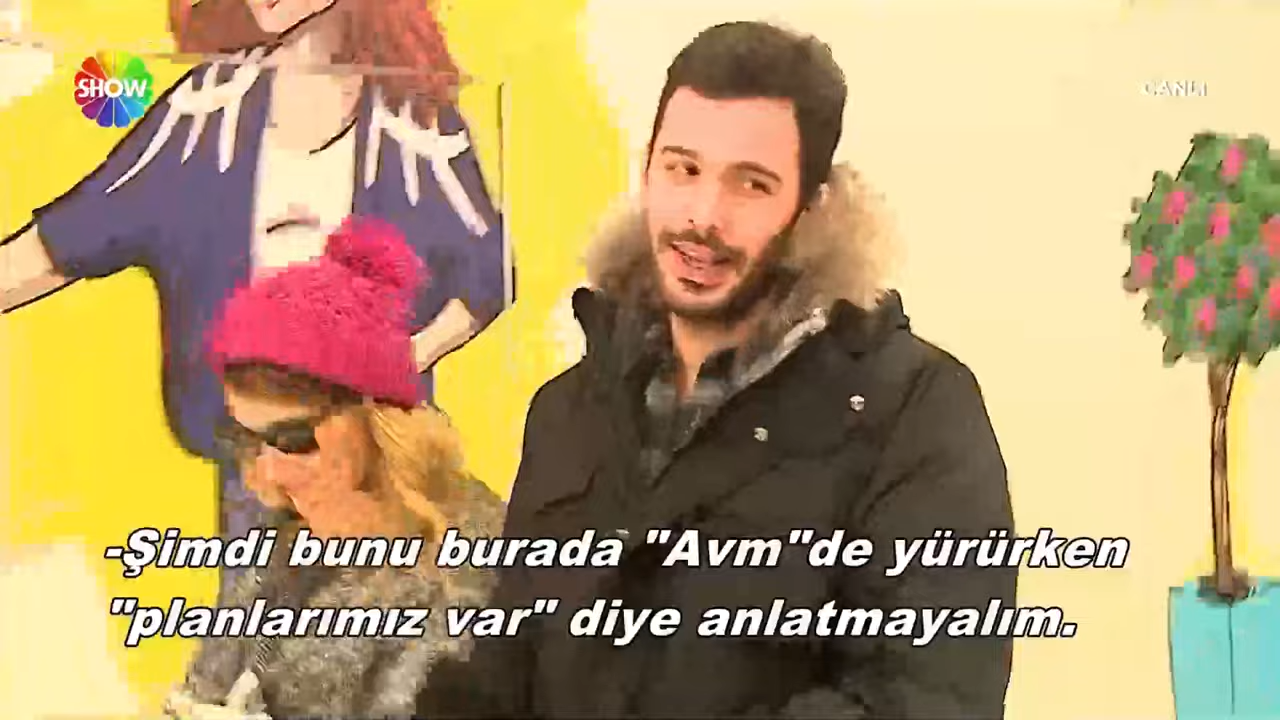 SHOW
CANLI
-Şimdi bunu burada "Avm"de yürürken
"planlarımız var" diye anlatmayalım.